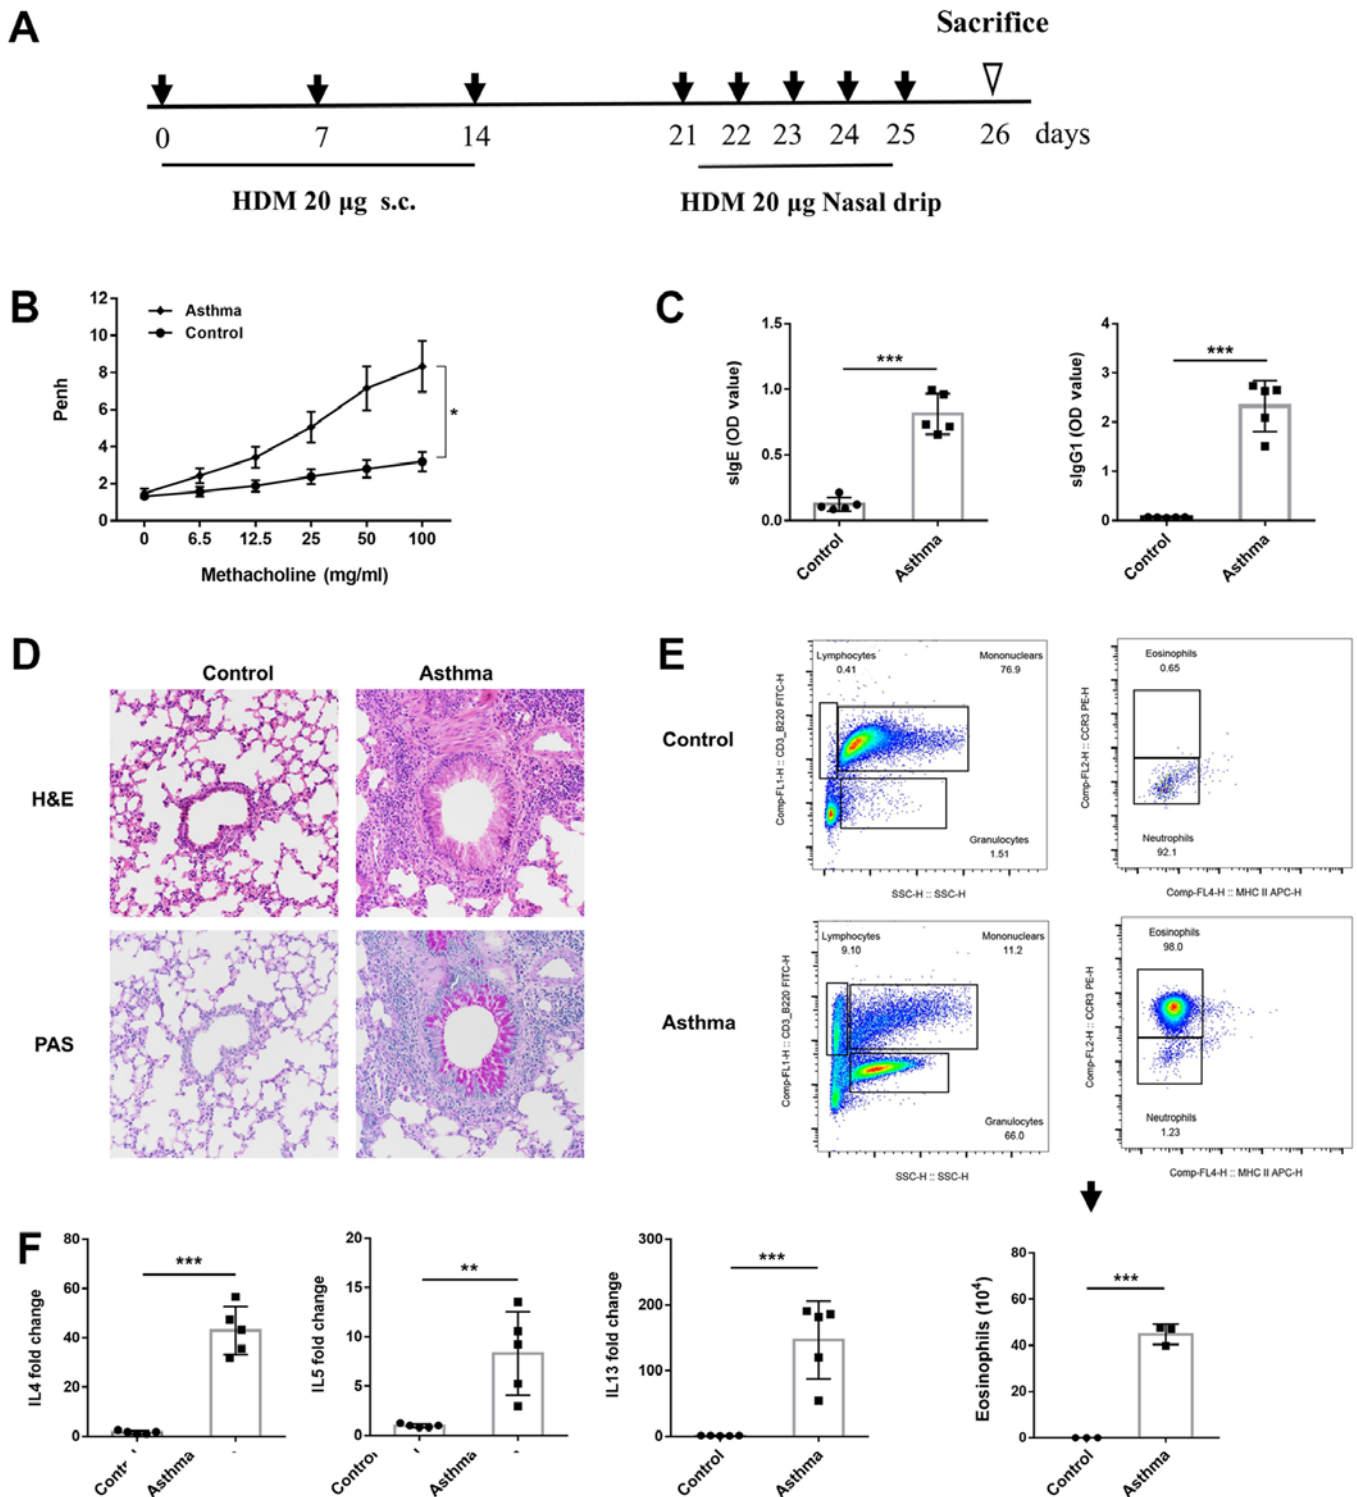 A
Sacrifice
0 7 14 21 22 23 24 25 26 days
HDM 20 μg s.c.
HDM 20 μg Nasal drip
B
Asthma
Control
Penh
12
10
8
6
4
2
0
*
0 6.5 12.5 25 50 100
Methacholine (mg/ml)
C
sIgE (OD value)
1.5
1.0
0.5
0.0
***
Control
Asthma
sIgG1 (OD value)
4
3
2
1
0
***
Control
Asthma
D
Control
Asthma
H&E
PAS
E
Control
Comp-FL1-H :: CD3_B220 FITC-H
Lymphocytes
0.41
Mononuclears
76.9
Granulocytes
1.51
SSC-H :: SSC-H
Comp-FL2-H :: CCR3 PE-H
Eosinophils
0.65
Neutrophils
92.1
Comp-FL4-H :: MHC II APC-H
Asthma
Comp-FL1-H :: CD3_B220 FITC-H
Lymphocytes
9.10
Mononuclears
11.2
Granulocytes
66.0
SSC-H :: SSC-H
Comp-FL2-H :: CCR3 PE-H
Eosinophils
98.0
Neutrophils
1.23
Comp-FL4-H :: MHC II APC-H
F
IL4 fold change
80
60
40
20
0
***
Asthma
IL5 fold change
20
15
10
5
0
**
Control
Asthma
IL13 fold change
300
200
100
0
***
Control
Asthma
Eosinophils (10⁴)
80
60
40
20
0
***
Control
Asthma